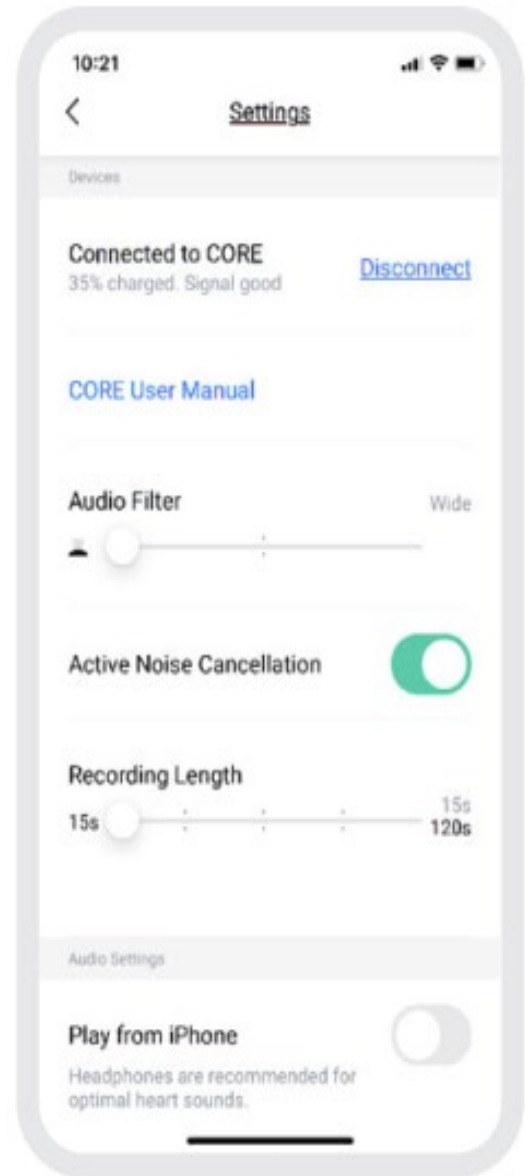 10:21
Settings
Devices
Connected to CORE
Disconnect
35% charged. Signal good
CORE User Manual
Audio Filter
Wide
Active Noise Cancellation
Recording Length
15s
15s
120s
Audio Settings
Play from iPhone
Headphones are recommended for
optimal heart sounds.